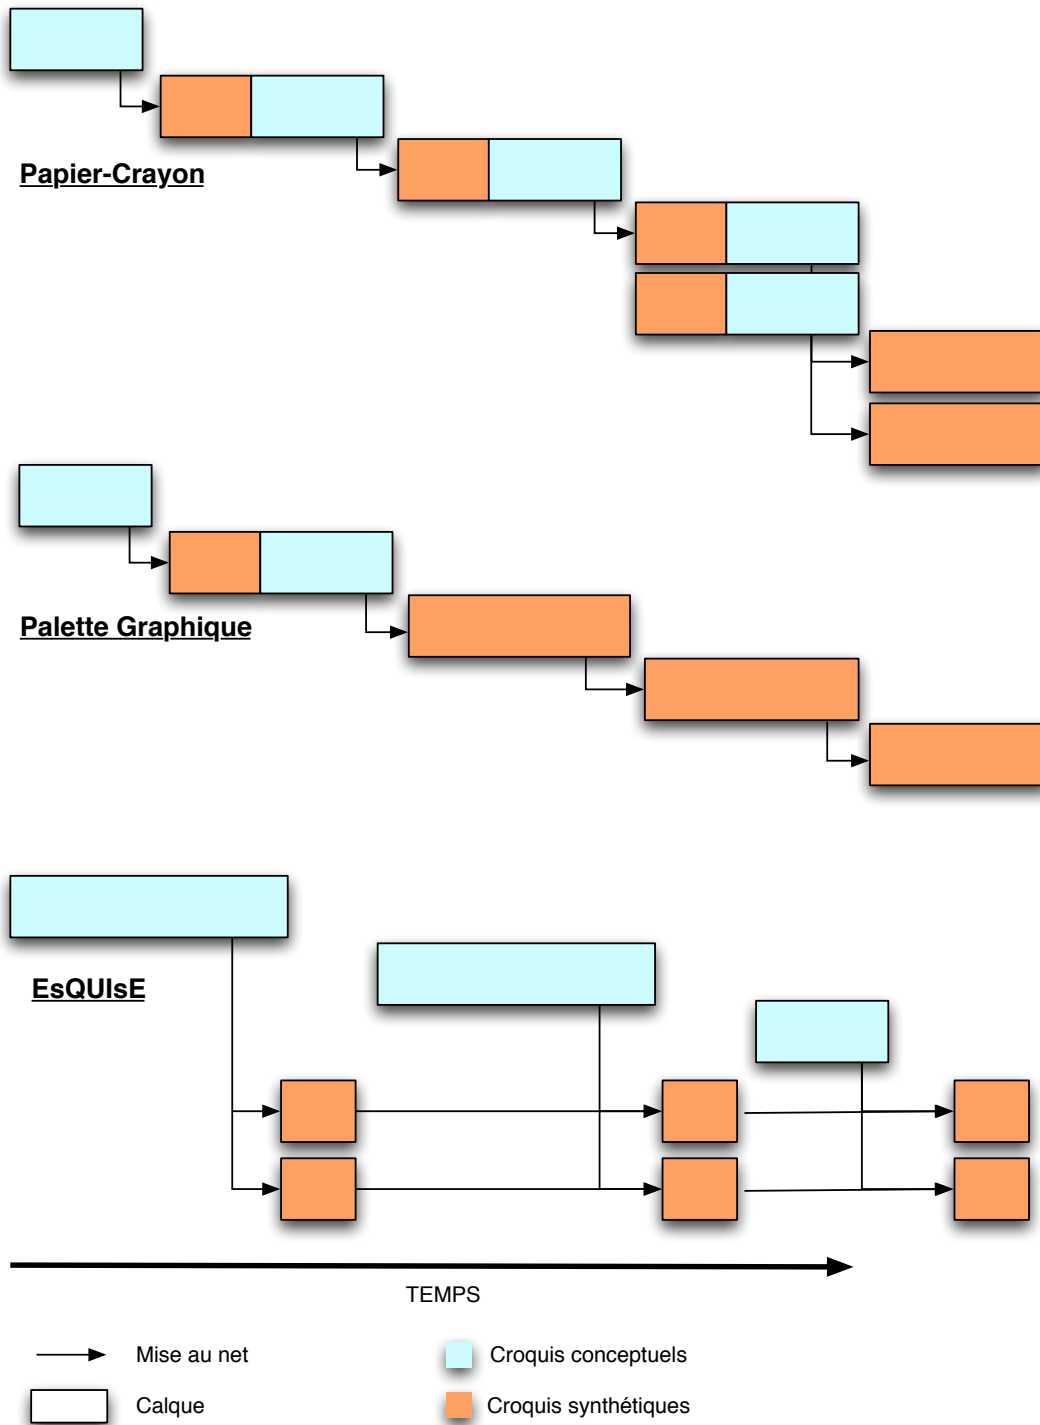 Papier-Crayon
Palette Graphique
EsQUIsE
TEMPS
Mise au net
Croquis conceptuels
Calque
Croquis synthétiques